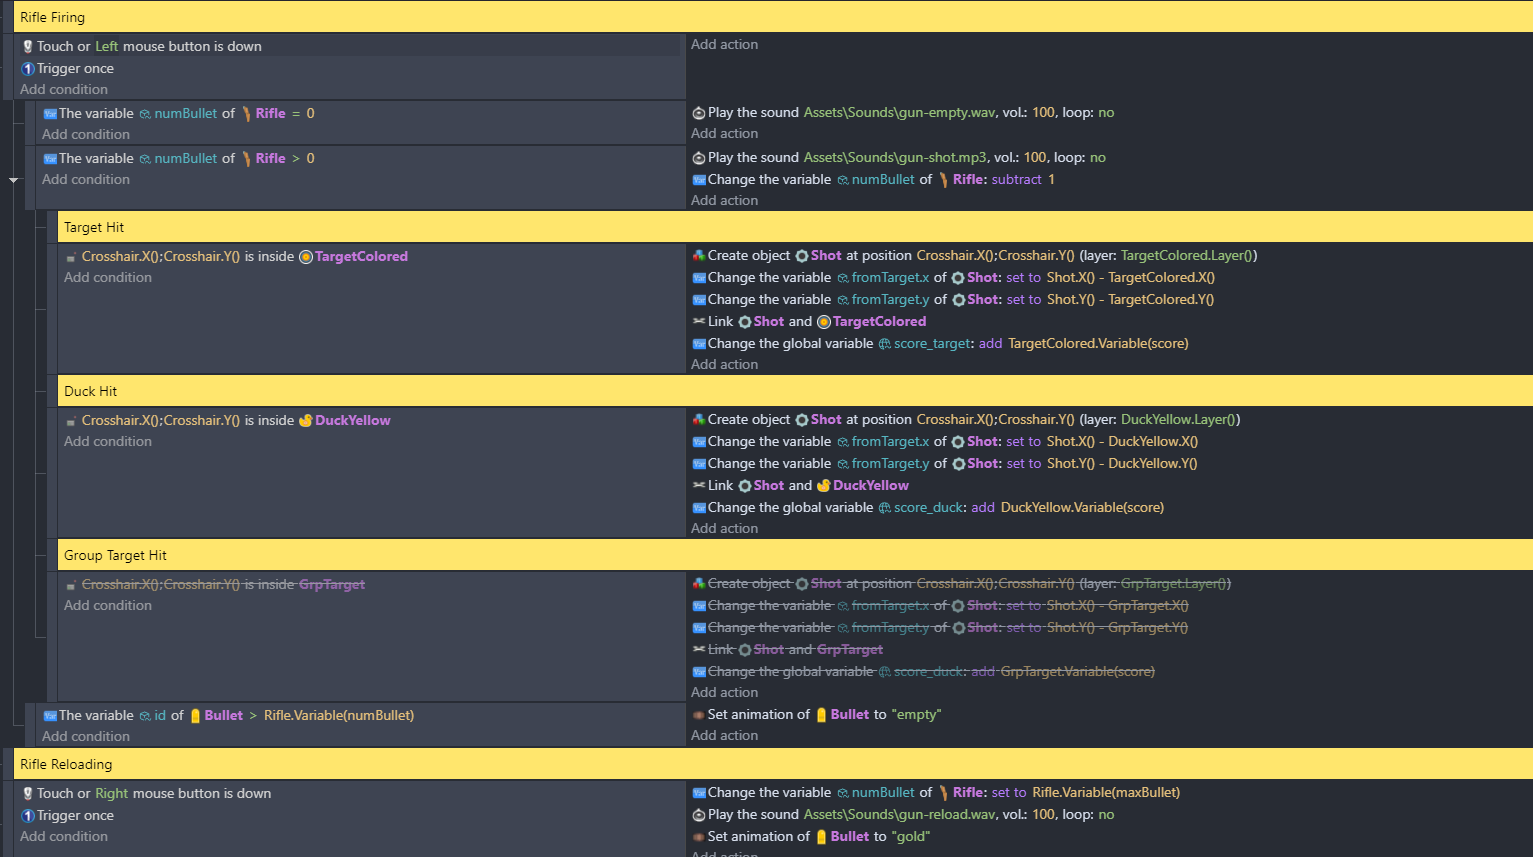 Rifle Firing
Touch or Left mouse button is down
Add action
Trigger once
Add condition
The variable numBullet of Rifle = 0
Play the sound Assets\Sounds\gun-empty.wav, vol.: 100, loop: no
Add condition
Add action
The variable numBullet of Rifle > 0
Play the sound Assets\Sounds\gun-shot.mp3, vol.: 100, loop: no
Add condition
Change the variable numBullet of Rifle: subtract 1
Add action
Target Hit
Crosshair.X();Crosshair.Y() is inside TargetColored
Create object Shot at position Crosshair.X();Crosshair.Y() (layer: TargetColored.Layer())
Add condition
Change the variable fromTarget.x of Shot: set to Shot.X() - TargetColored.X()
Change the variable fromTarget.y of Shot: set to Shot.Y() - TargetColored.Y()
Link Shot and TargetColored
Change the global variable score_target: add TargetColored.Variable(score)
Add action
Duck Hit
Crosshair.X();Crosshair.Y() is inside DuckYellow
Create object Shot at position Crosshair.X();Crosshair.Y() (layer: DuckYellow.Layer())
Add condition
Change the variable fromTarget.x of Shot: set to Shot.X() - DuckYellow.X()
Change the variable fromTarget.y of Shot: set to Shot.Y() - DuckYellow.Y()
Link Shot and DuckYellow
Change the global variable score_duck: add DuckYellow.Variable(score)
Add action
Group Target Hit
Crosshair.X();Crosshair.Y() is inside GrpTarget
Create object Shot at position Crosshair.X();Crosshair.Y() (layer: GrpTarget.Layer())
Add condition
Change the variable fromTarget.x of Shot: set to Shot.X() - GrpTarget.X()
Change the variable fromTarget.y of Shot: set to Shot.Y() - GrpTarget.Y()
Link Shot and GrpTarget
Change the global variable score_duck: add GrpTarget.Variable(score)
Add action
The variable id of Bullet > Rifle.Variable(numBullet)
Set animation of Bullet to "empty"
Add condition
Add action
Rifle Reloading
Touch or Right mouse button is down
Change the variable numBullet of Rifle: set to Rifle.Variable(maxBullet)
Trigger once
Play the sound Assets\Sounds\gun-reload.wav, vol.: 100, loop: no
Add condition
Set animation of Bullet to "gold"
Add action